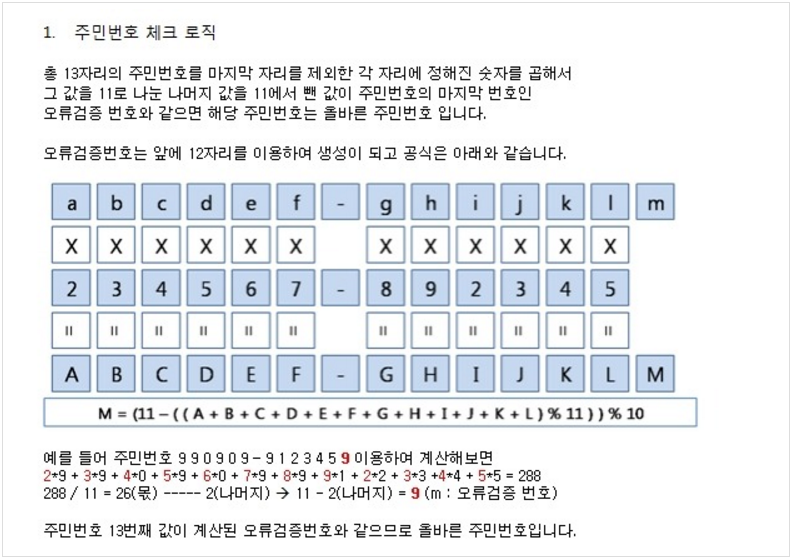 1. 주민번호 체크 로직
총 13자리의 주민번호를 마지막 자리를 제외한 각 자리에 정해진 숫자를 곱해서
그 값을 11로 나눈 나머지 값을 11에서 뺀 값이 주민번호의 마지막 번호인
오류검증 번호와 같으면 해당 주민번호는 올바른 주민번호 입니다.
오류검증번호는 앞에 12자리를 이용하여 생성이 되고 공식은 아래와 같습니다.
a b c d e f - g h i j k l m
X X X X X X X X X X X X
2 3 4 5 6 7 - 8 9 2 3 4 5
= = = = = = = = = = = =
A B C D E F - G H I J K L M
M = (11 – ( ( A + B + C + D + E + F + G + H + I + J + K + L ) % 11 ) ) % 10
예를 들어 주민번호 9 9 0 9 0 9 – 9 1 2 3 4 5 9 이용하여 계산해보면
2*9 + 3*9 + 4*0 + 5*9 + 6*0 + 7*9 + 8*9 + 9*1 + 2*2 + 3*3 +4*4 + 5*5 = 288
288 / 11 = 26(몫) ----- 2(나머지) → 11 - 2(나머지) = 9 (m : 오류검증 번호)
주민번호 13번째 값이 계산된 오류검증번호와 같으므로 올바른 주민번호입니다.